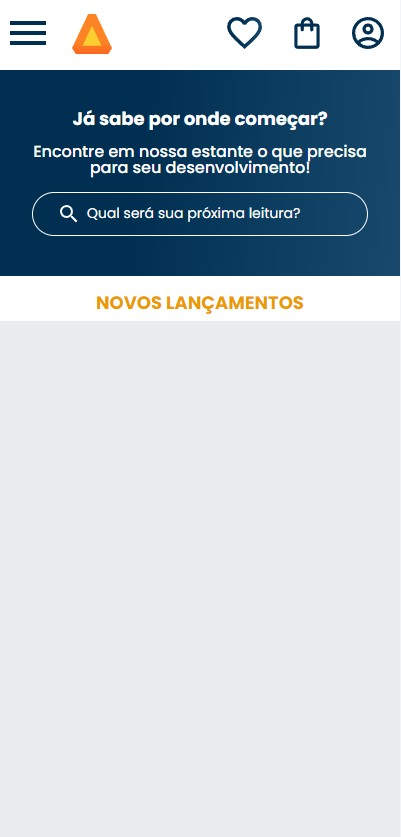 Já sabe por onde começar?
Encontre em nossa estante o que precisa
para seu desenvolvimento!
Qual será sua próxima leitura?
NOVOS LANÇAMENTOS